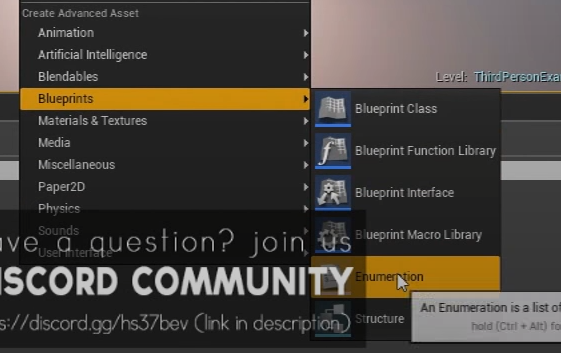 Create Advanced Asset
Animation
Artificial Intelligence
Blendables
Level: ThirdPersonExa
Blueprints
Blueprint Class
Materials & Textures
Media
Blueprint Function Library
Miscellaneous
Paper2D
Blueprint Interface
Physics
Sounds
Blueprint Macro Library
ave a question? join us
User Interface
ISCORD COMMUNITY
Enumeration
An Enumeration is a list of
s://discord.gg/hs37bev (link in description)
Structure
hold (Ctrl + Alt) fo